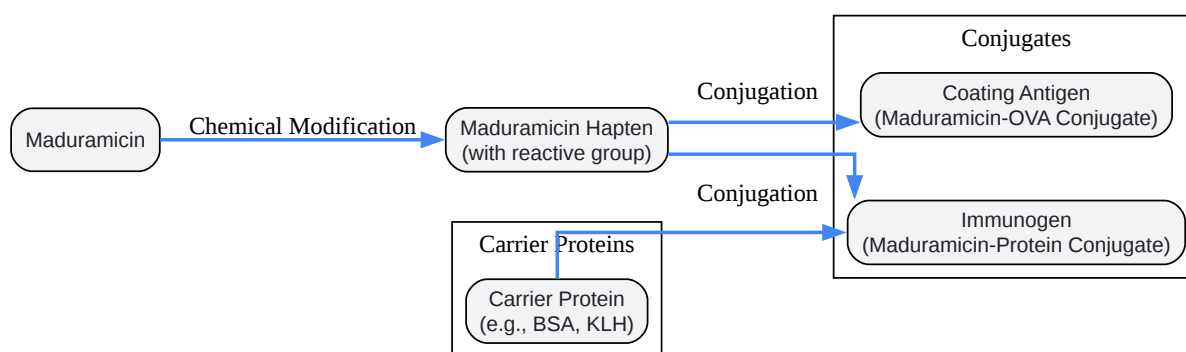 Conjugates
Conjugation
Coating Antigen
(Maduramicin-OVA Conjugate)
Maduramicin
Chemical Modification
Maduramicin Hapten
(with reactive group)
Conjugation
Immunogen
(Maduramicin-Protein Conjugate)
Carrier Proteins
Carrier Protein
(e.g., BSA, KLH)